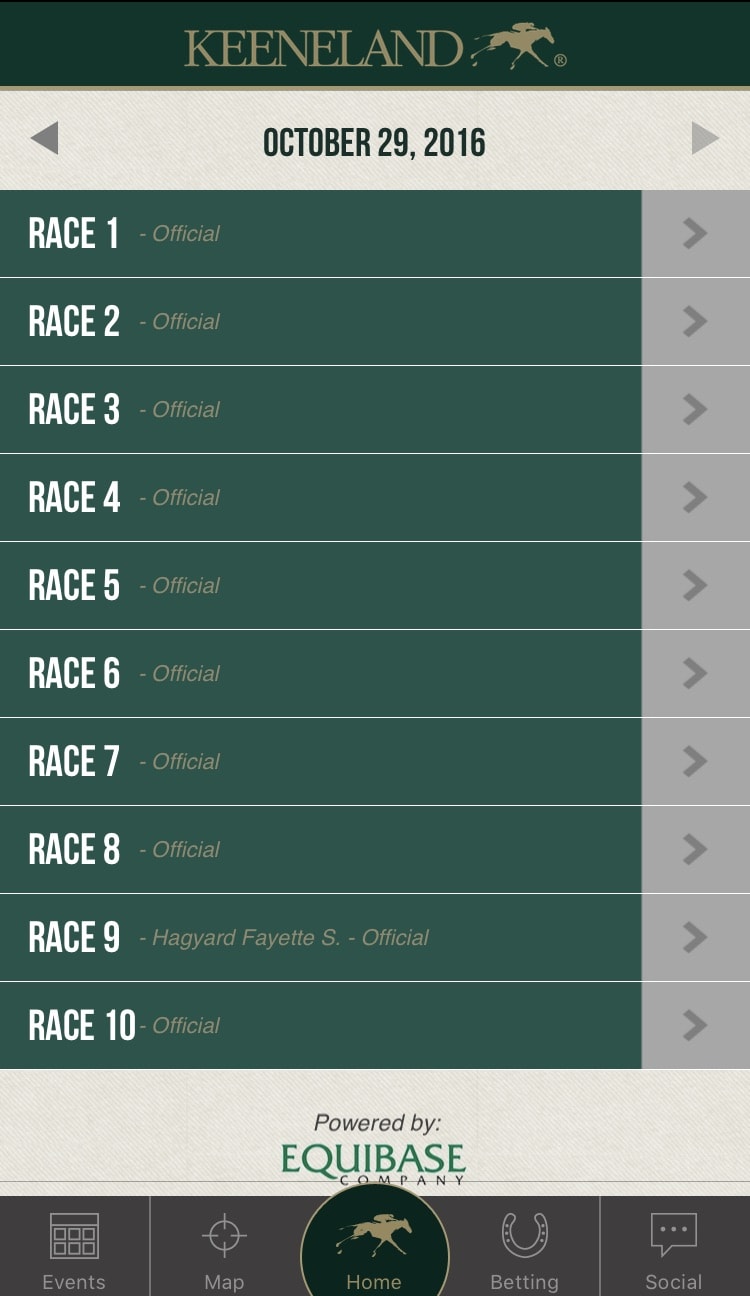 KEENELAND ®
OCTOBER 29, 2016
RACE 1 - Official
RACE 2 - Official
RACE 3 - Official
RACE 4 - Official
RACE 5 - Official
RACE 6 - Official
RACE 7 - Official
RACE 8 - Official
RACE 9 - Hagyard Fayette S. - Official
RACE 10 - Official
Powered by:
EQUIBASE
COMPANY
Events Map Home Betting Social